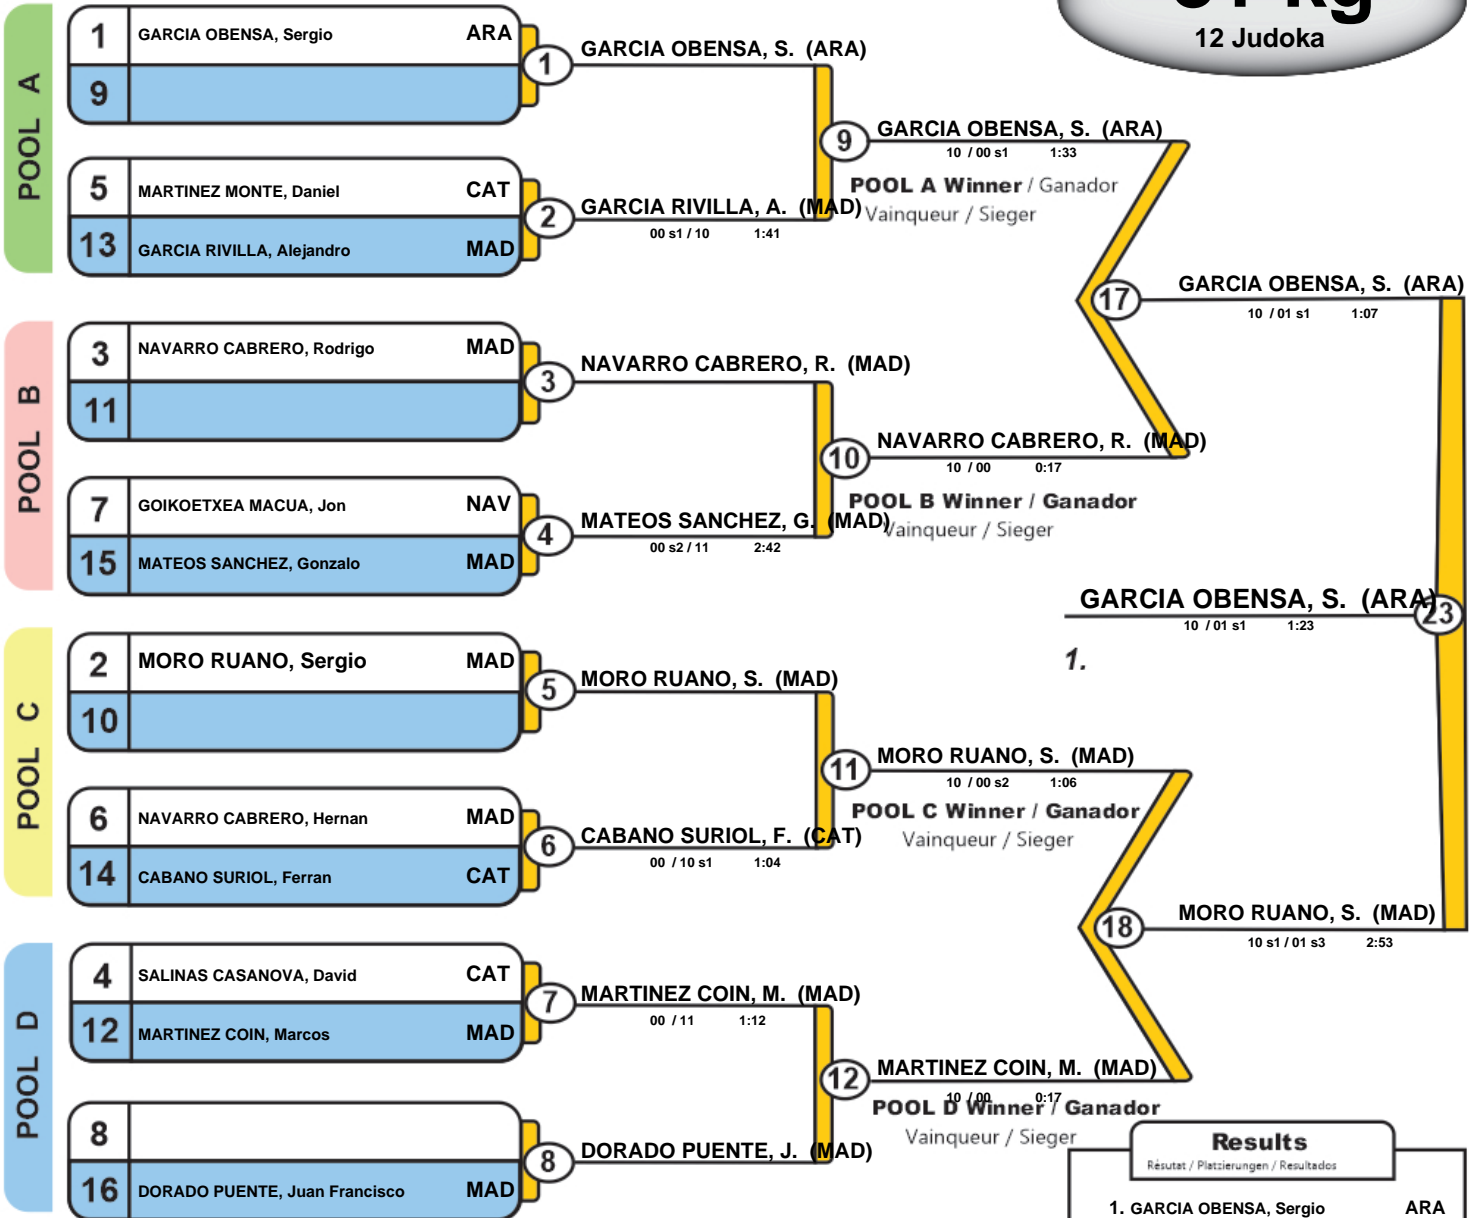 12 Judoka
POOL A
1 GARCIA OBENSA, Sergio ARA
9
1
GARCIA OBENSA, S. (ARA)
5 MARTINEZ MONTE, Daniel CAT
13 GARCIA RIVILLA, Alejandro MAD
2
GARCIA RIVILLA, A. (MAD)
00 s1 / 10 1:41
9
GARCIA OBENSA, S. (ARA)
10 / 00 s1 1:33
POOL A Winner / Ganador
Vainqueur / Sieger
POOL B
3 NAVARRO CABRERO, Rodrigo MAD
11
3
NAVARRO CABRERO, R. (MAD)
7 GOIKOETXEA MACUA, Jon NAV
15 MATEOS SANCHEZ, Gonzalo MAD
4
MATEOS SANCHEZ, G. (MAD)
00 s2 / 11 2:42
10
NAVARRO CABRERO, R. (MAD)
10 / 00 0:17
POOL B Winner / Ganador
Vainqueur / Sieger
17
GARCIA OBENSA, S. (ARA)
10 / 01 s1 1:07
GARCIA OBENSA, S. (ARA)
23
10 / 01 s1 1:23
1.
POOL C
2 MORO RUANO, Sergio MAD
10
5
MORO RUANO, S. (MAD)
6 NAVARRO CABRERO, Hernan MAD
14 CABANO SURIOL, Ferran CAT
6
CABANO SURIOL, F. (CAT)
00 / 10 s1 1:04
11
MORO RUANO, S. (MAD)
10 / 00 s2 1:06
POOL C Winner / Ganador
Vainqueur / Sieger
18
MORO RUANO, S. (MAD)
10 s1 / 01 s3 2:53
POOL D
4 SALINAS CASANOVA, David CAT
12 MARTINEZ COIN, Marcos MAD
7
MARTINEZ COIN, M. (MAD)
00 / 11 1:12
8
16 DORADO PUENTE, Juan Francisco MAD
8
DORADO PUENTE, J. (MAD)
12
MARTINEZ COIN, M. (MAD)
10 / 00 0:17
POOL D Winner / Ganador
Vainqueur / Sieger
Results
Résutat / Platzierungen / Resultados
1. GARCIA OBENSA, Sergio ARA